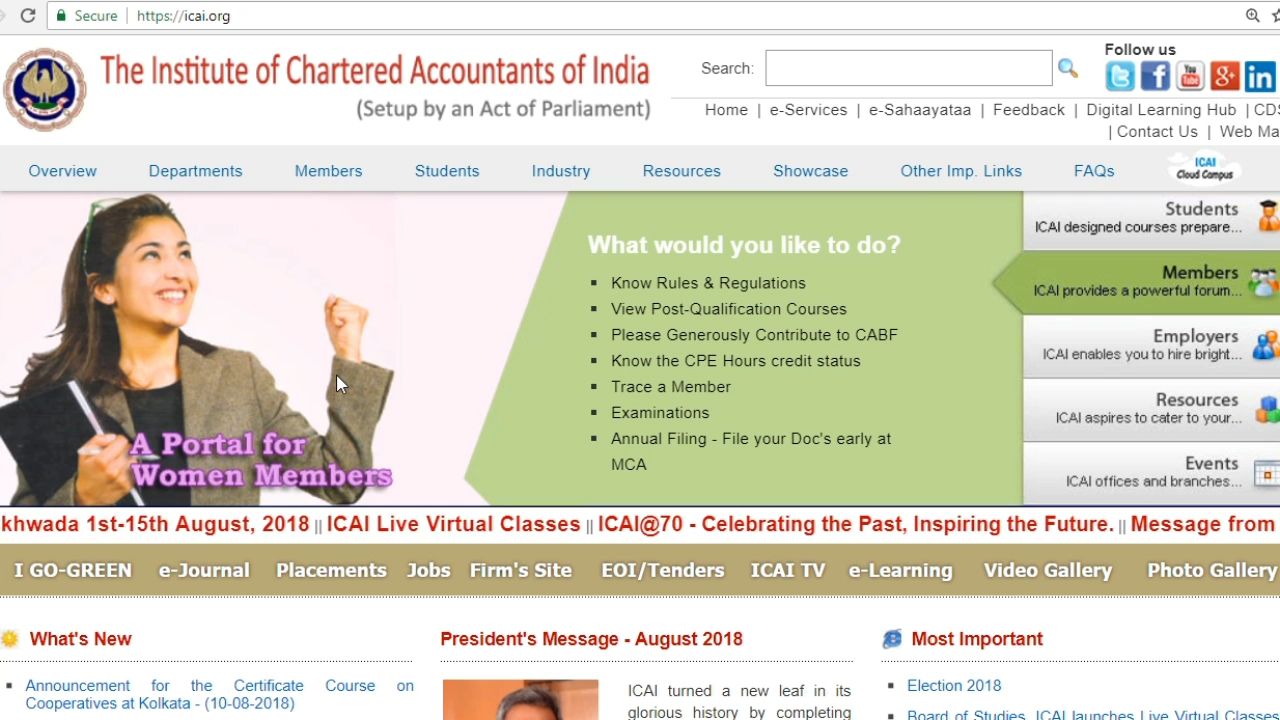 Secure | https://icai.org
The Institute of Chartered Accountants of India
(Setup by an Act of Parliament)
Search:
Follow us
Home | e-Services | e-Sahaayataa | Feedback | Digital Learning Hub | CDS
| Contact Us | Web Ma
Overview Departments Members Students Industry Resources Showcase Other Imp. Links FAQs ICAI Cloud Campus
What would you like to do?
Know Rules & Regulations
View Post-Qualification Courses
Please Generously Contribute to CABF
Know the CPE Hours credit status
Trace a Member
Examinations
Annual Filing - File your Doc's early at
MCA
A Portal for
Women Members
Students
ICAI designed courses prepare...
Members
ICAI provides a powerful forum...
Employers
ICAI enables you to hire bright...
Resources
ICAI aspires to cater to your...
Events
ICAI offices and branches...
khwada 1st-15th August, 2018 || ICAI Live Virtual Classes || ICAI@70 - Celebrating the Past, Inspiring the Future. || Message from
I GO-GREEN e-Journal Placements Jobs Firm's Site EOI/Tenders ICAI TV e-Learning Video Gallery Photo Gallery
What's New
Announcement for the Certificate Course on
Cooperatives at Kolkata - (10-08-2018)
President's Message - August 2018
ICAI turned a new leaf in its
glorious history by completing
Most Important
Election 2018
Board of Studies, ICAI launches Live Virtual Classes